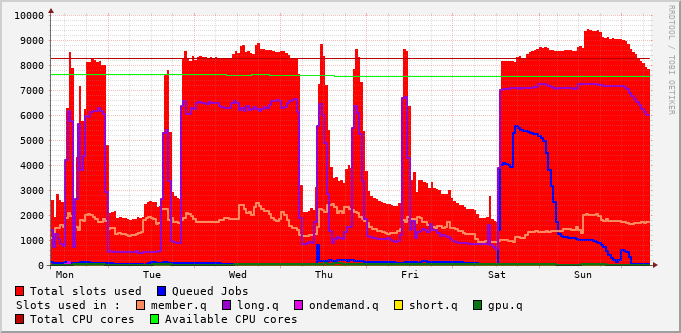 10000
9000
8000
7000
6000
5000
4000
3000
2000
1000
0
Mon Tue Wed Thu Fri Sat Sun
RRDTOOL / TOBI OETIKER
Total slots used Queued Jobs
Slots used in : member.q long.q ondemand.q short.q gpu.q
Total CPU cores Available CPU cores